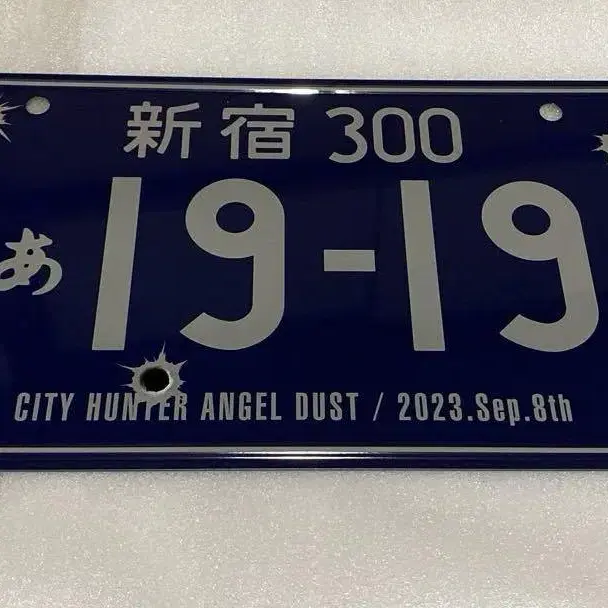 新宿 300
あ 19-19
CITY HUNTER ANGEL DUST / 2023.Sep.8th